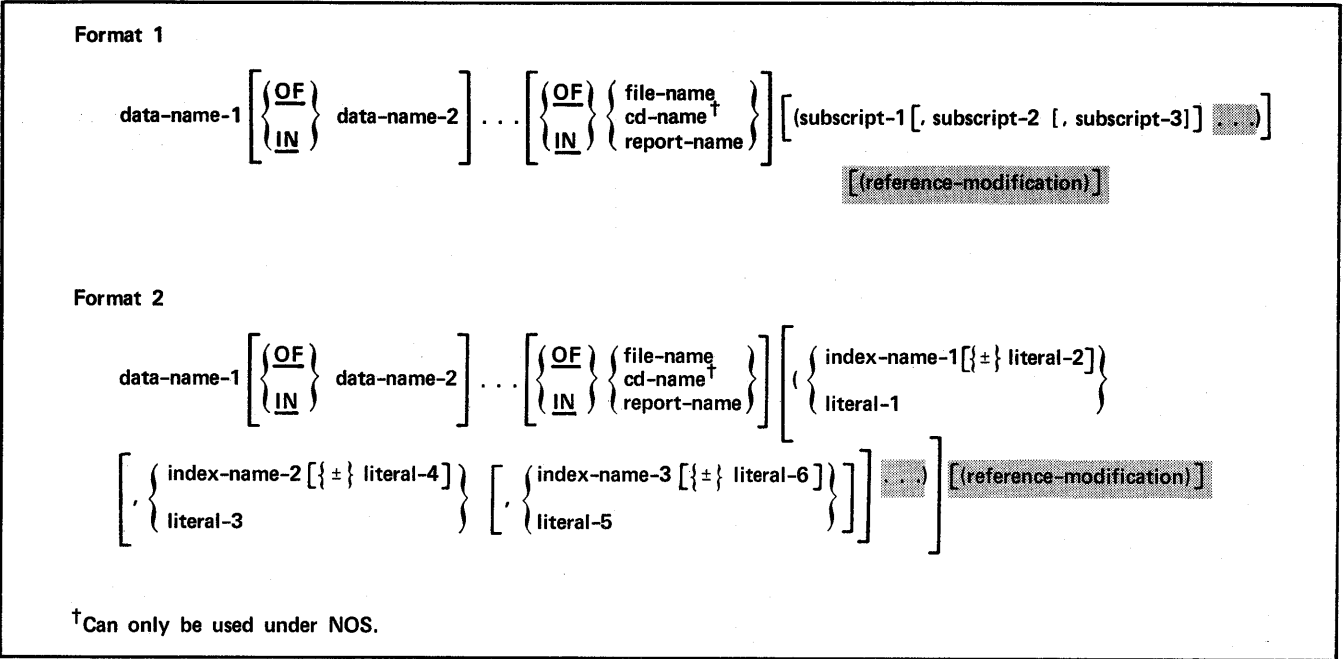 Format 1
data-name-1 [ { OF } data-name-2 ] . . . [ { OF } { file-name
cd-name† } ] [ (subscript-1 [, subscript-2 [, subscript-3] ] . . .) ]
{ IN } { IN } report-name
[(reference-modification)]
Format 2
data-name-1 [ { OF } data-name-2 ] . . . [ { OF } { file-name
cd-name† } ] [ ( { index-name-1 [{±} literal-2] }
{ IN } { IN } report-name
literal-1
[ , { index-name-2 [{±} literal-4] } [ , { index-name-3 [{±} literal-6] } ] ] . . .) ] [(reference-modification)]
literal-3 literal-5
†Can only be used under NOS.